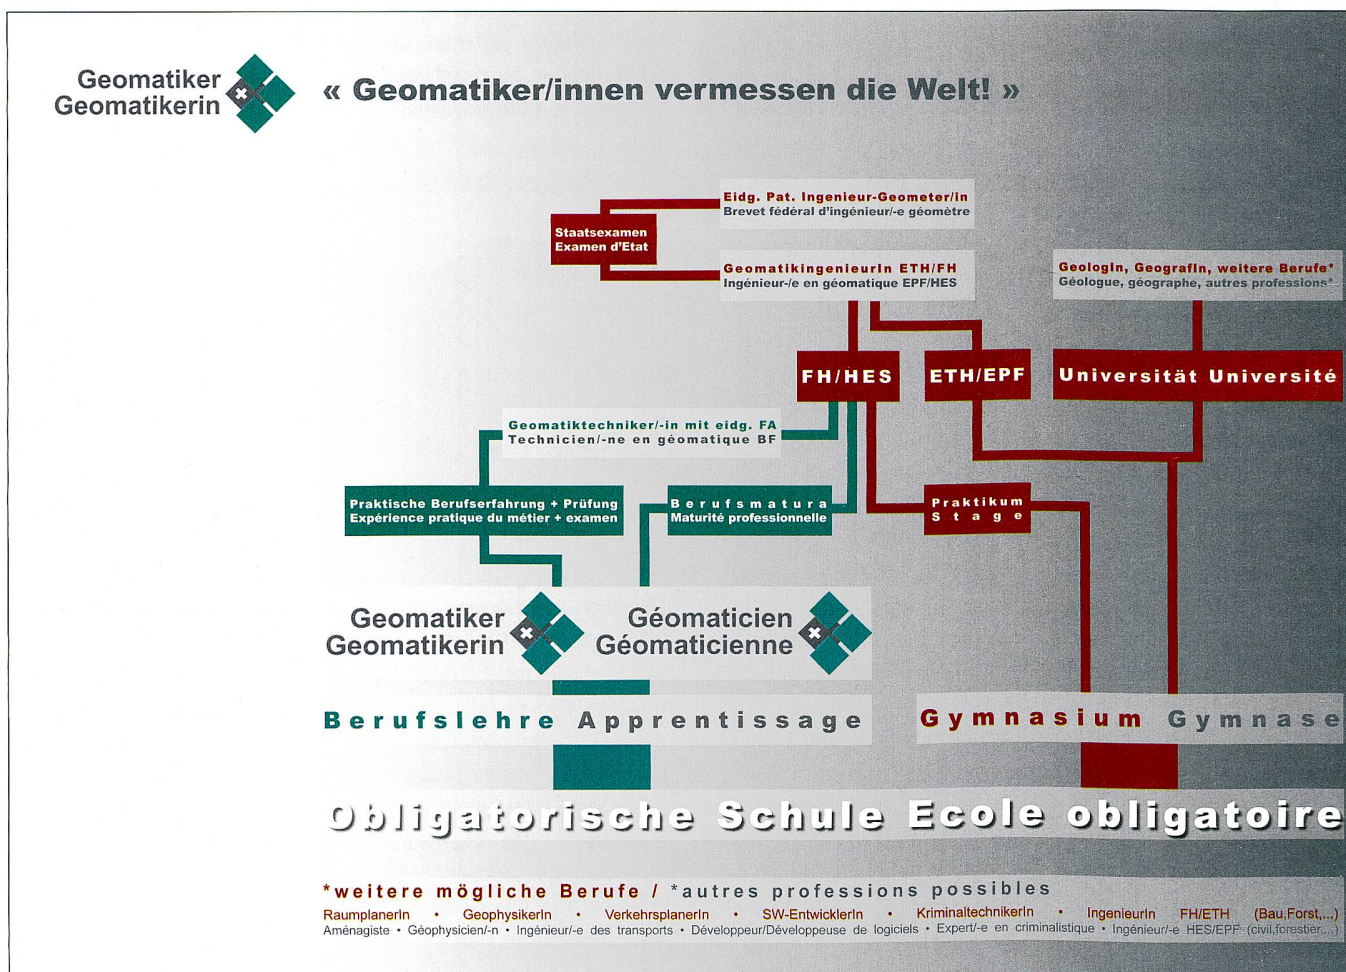 Geomatiker
Geomatikerin
« Geomatiker/innen vermessen die Welt! »
Eidg. Pat. Ingenieur-Geometer/in
Brevet fédéral d'ingénieur/-e géomètre
Staatsexamen
Examen d'Etat
GeomatikingenieurIn ETH/FH
Ingénieur-/e en géomatique EPF/HES
GeologIn, GeografIn, weitere Berufe*
Géologue, géographe, autres professions*
FH/HES
ETH/EPF
Universität Université
Geomatiktechniker/-in mit eidg. FA
Technicien/-ne en géomatique BF
Praktische Berufserfahrung + Prüfung
Expérience pratique du métier + examen
Berufsmatura
Maturité professionnelle
Praktikum
Stage
Geomatiker
Geomatikerin
Géomaticien
Géomaticienne
Berufslehre Apprentissage
Gymnasium Gymnase
Obligatorische Schule Ecole obligatoire
*weitere mögliche Berufe / *autres professions possibles
RaumplanerIn • GeophysikerIn • VerkehrsplanerIn • SW-EntwicklerIn • KriminaltechnikerIn • IngenieurIn FH/ETH (Bau,Forst,...)
Aménagiste • Géophysicien/-n • Ingénieur/-e des transports • Développeur/Développeuse de logiciels • Expert/-e en criminalistique • Ingénieur/-e HES/EPF (civil,forestier,...)